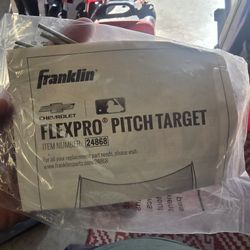 Franklin
CHEVROLET
FLEXPRO® PITCH TARGET
ITEM NUMBER: 24868
For all your replacement part needs, please visit:
www.franklinsports.com/24868